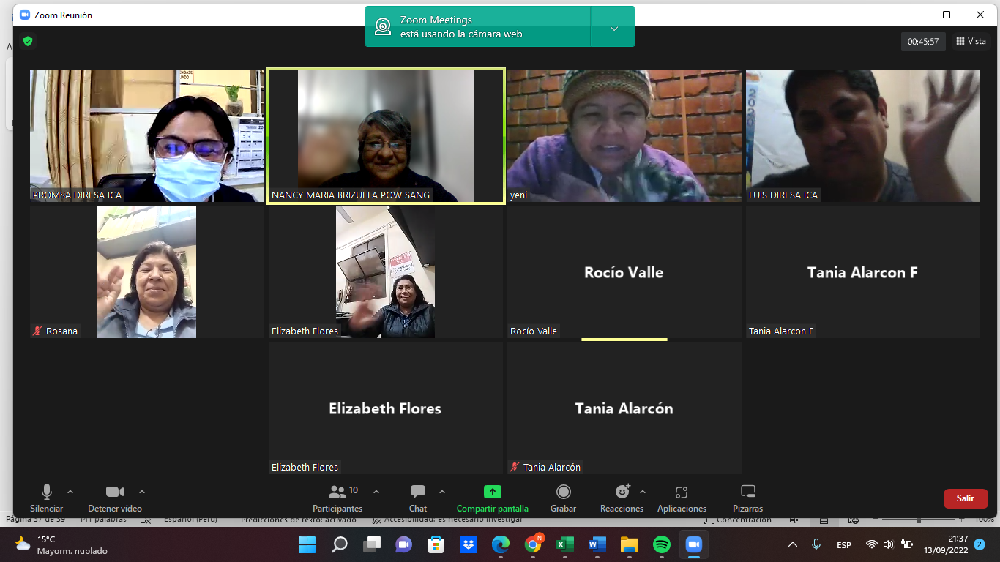 Zoom Reunión
Zoom Meetings
está usando la cámara web
00:45:57
Vista
PROMSA DIRESA ICA
NANCY MARIA BRIZUELA POW SANG
yeni
LUIS DIRESA ICA
Rosana
Elizabeth Flores
Rocío Valle
Rocío Valle
Tania Alarcon F
Tania Alarcon F
Elizabeth Flores
Elizabeth Flores
Tania Alarcón
Tania Alarcón
Silenciar
Detener vídeo
10
Participantes
Chat
Compartir pantalla
Grabar
Reacciones
Aplicaciones
Pizarras
Salir
Página 37 de 39
141 palabras
Español (Perú)
Predicciones de texto: activado
Accesibilidad: es necesario investigar
Concentración
100%
15°C
Mayorm. nublado
N
ESP
21:37
13/09/2022
2